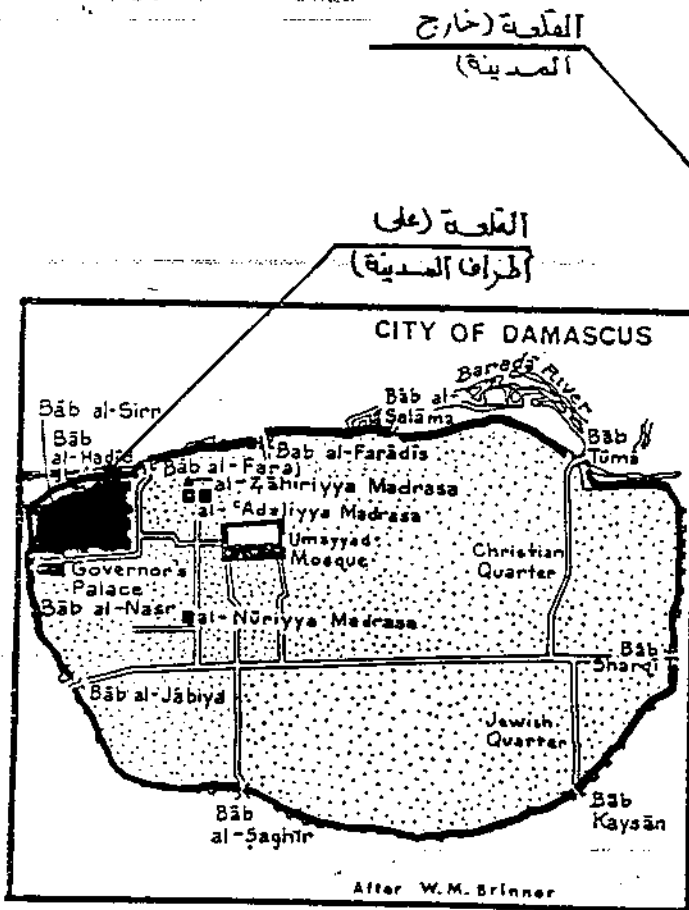 القلعة (خارج
المدينة)
القلعة (على
اطراف المدينة)
CITY OF DAMASCUS
Baradā River
Bāb al-
Salāma
Bāb al-Sirr
Bāb
al-Hadīd
Bāb
Tūmā
Bāb al-Farādīs
Bāb al-Faraj
al-Ẓāhiriyya Madrasa
al-ʿAdiliyya Madrasa
Umayyad
Mosque
Christian
Quarter
Governor's
Palace
Bāb al-Naṣr
al-Nūriyya Madrasa
Bāb
Sharqī
Bāb al-Jābiya
Jewish
Quarter
Bāb
al-Ṣaghīr
Bāb
Kaysān
After W.M. Brinner